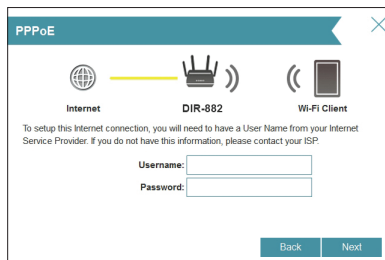 PPPoE
Internet
DIR-882
Wi-Fi Client
To setup this Internet connection, you will need to have a User Name from your Internet
Service Provider. If you do not have this information, please contact your ISP.
Username:
Password:
Back
Next